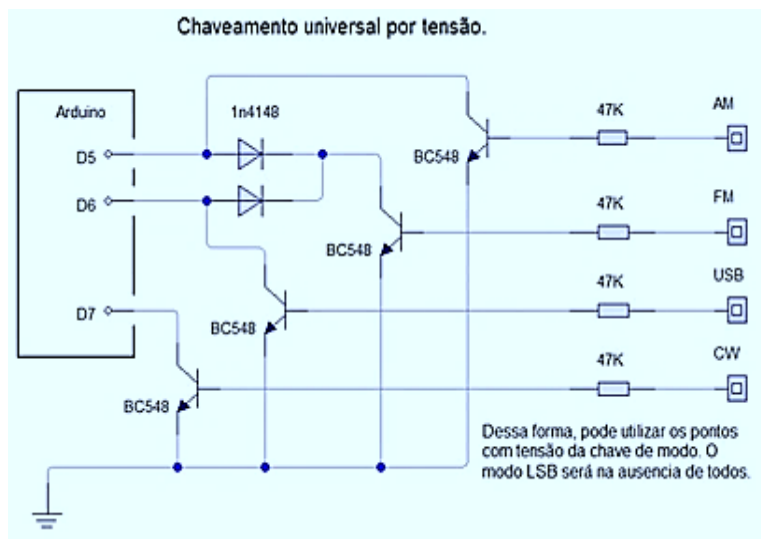 Chaveamento universal por tensão.
Arduino
1n4148
47K
AM
D5
BC548
D6
47K
FM
BC548
47K
USB
D7
BC548
47K
CW
BC548
Dessa forma, pode utilizar os pontos
com tensão da chave de modo. O
modo LSB será na ausencia de todos.